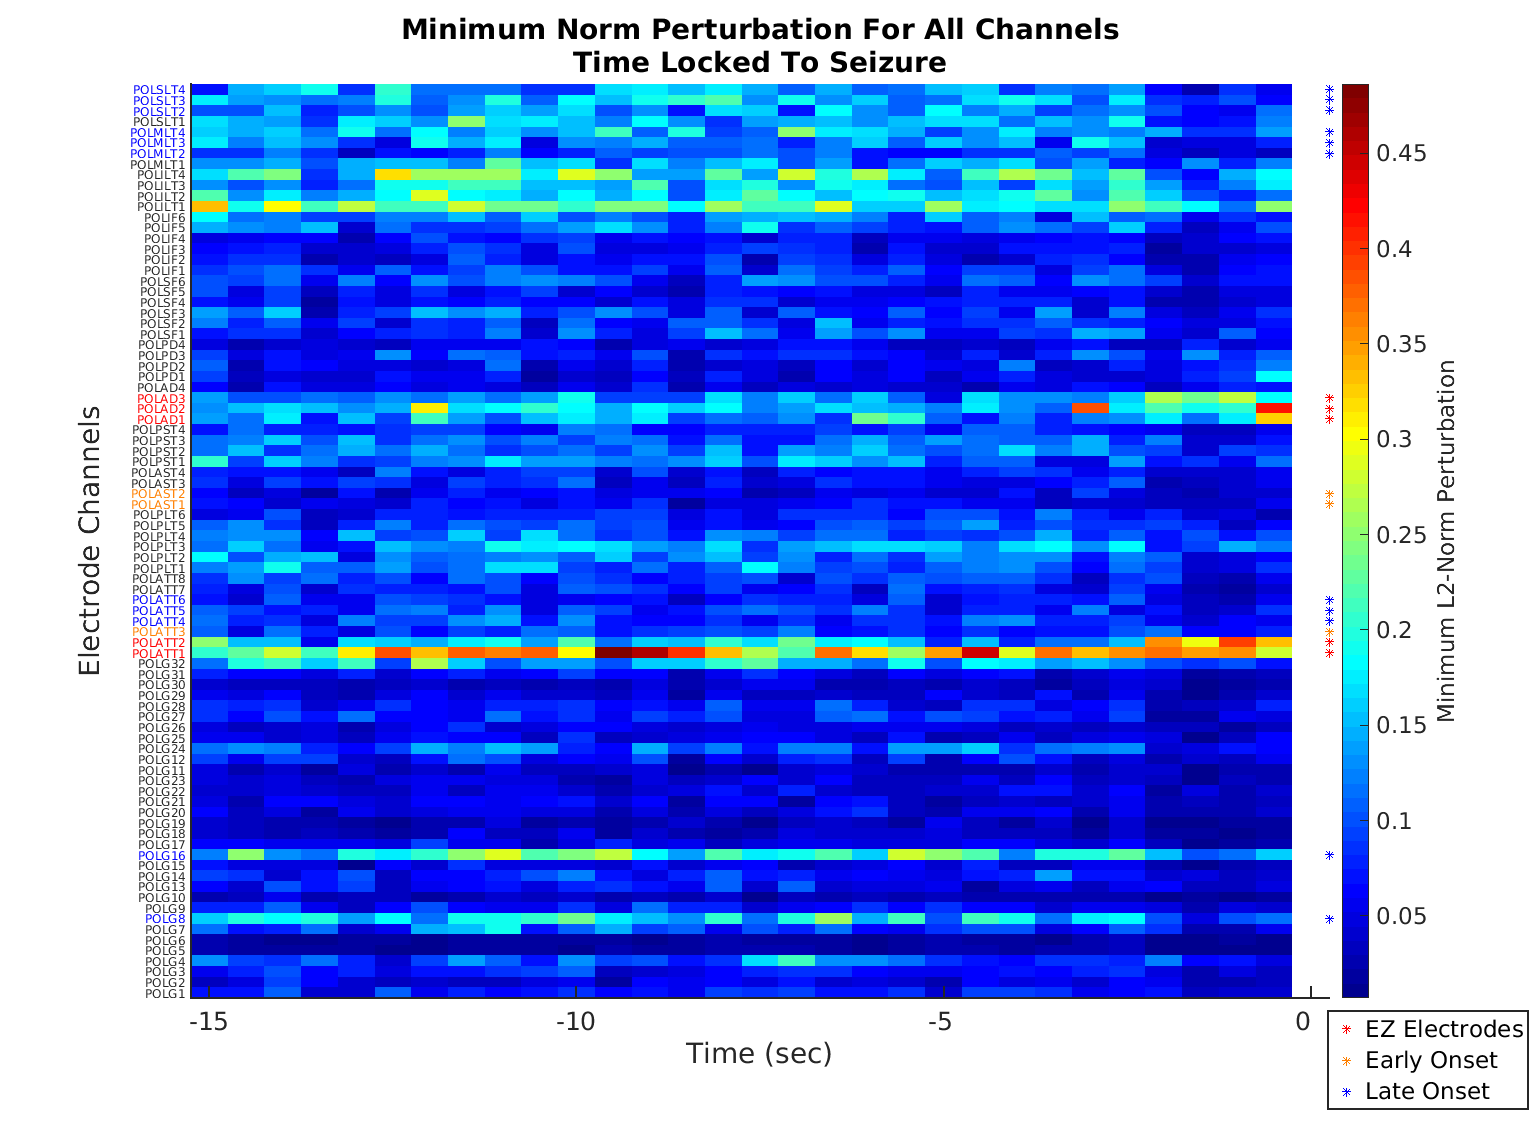 Minimum Norm Perturbation For All Channels
Time Locked To Seizure
Electrode Channels
POLSLT4
POLSLT3
POLSLT2
POLSLT1
POLMLT4
POLMLT3
POLMLT2
POLMLT1
POLILT4
POLILT3
POLILT2
POLILT1
POLIF6
POLIF5
POLIF4
POLIF3
POLIF2
POLIF1
POLSF6
POLSF5
POLSF4
POLSF3
POLSF2
POLSF1
POLPD4
POLPD3
POLPD2
POLPD1
POLAD4
POLAD3
POLAD2
POLAD1
POLPST4
POLPST3
POLPST2
POLPST1
POLAST4
POLAST3
POLAST2
POLAST1
POLPLT6
POLPLT5
POLPLT4
POLPLT3
POLPLT2
POLPLT1
POLATT8
POLATT7
POLATT6
POLATT5
POLATT4
POLATT3
POLATT2
POLATT1
POLG32
POLG31
POLG30
POLG29
POLG28
POLG27
POLG26
POLG25
POLG24
POLG12
POLG11
POLG23
POLG22
POLG21
POLG20
POLG19
POLG18
POLG17
POLG16
POLG15
POLG14
POLG13
POLG10
POLG9
POLG8
POLG7
POLG6
POLG5
POLG4
POLG3
POLG2
POLG1
-15 -10 -5 0
Time (sec)
0.45
0.4
0.35
0.3
0.25
0.2
0.15
0.1
0.05
Minimum L2-Norm Perturbation
EZ Electrodes
Early Onset
Late Onset